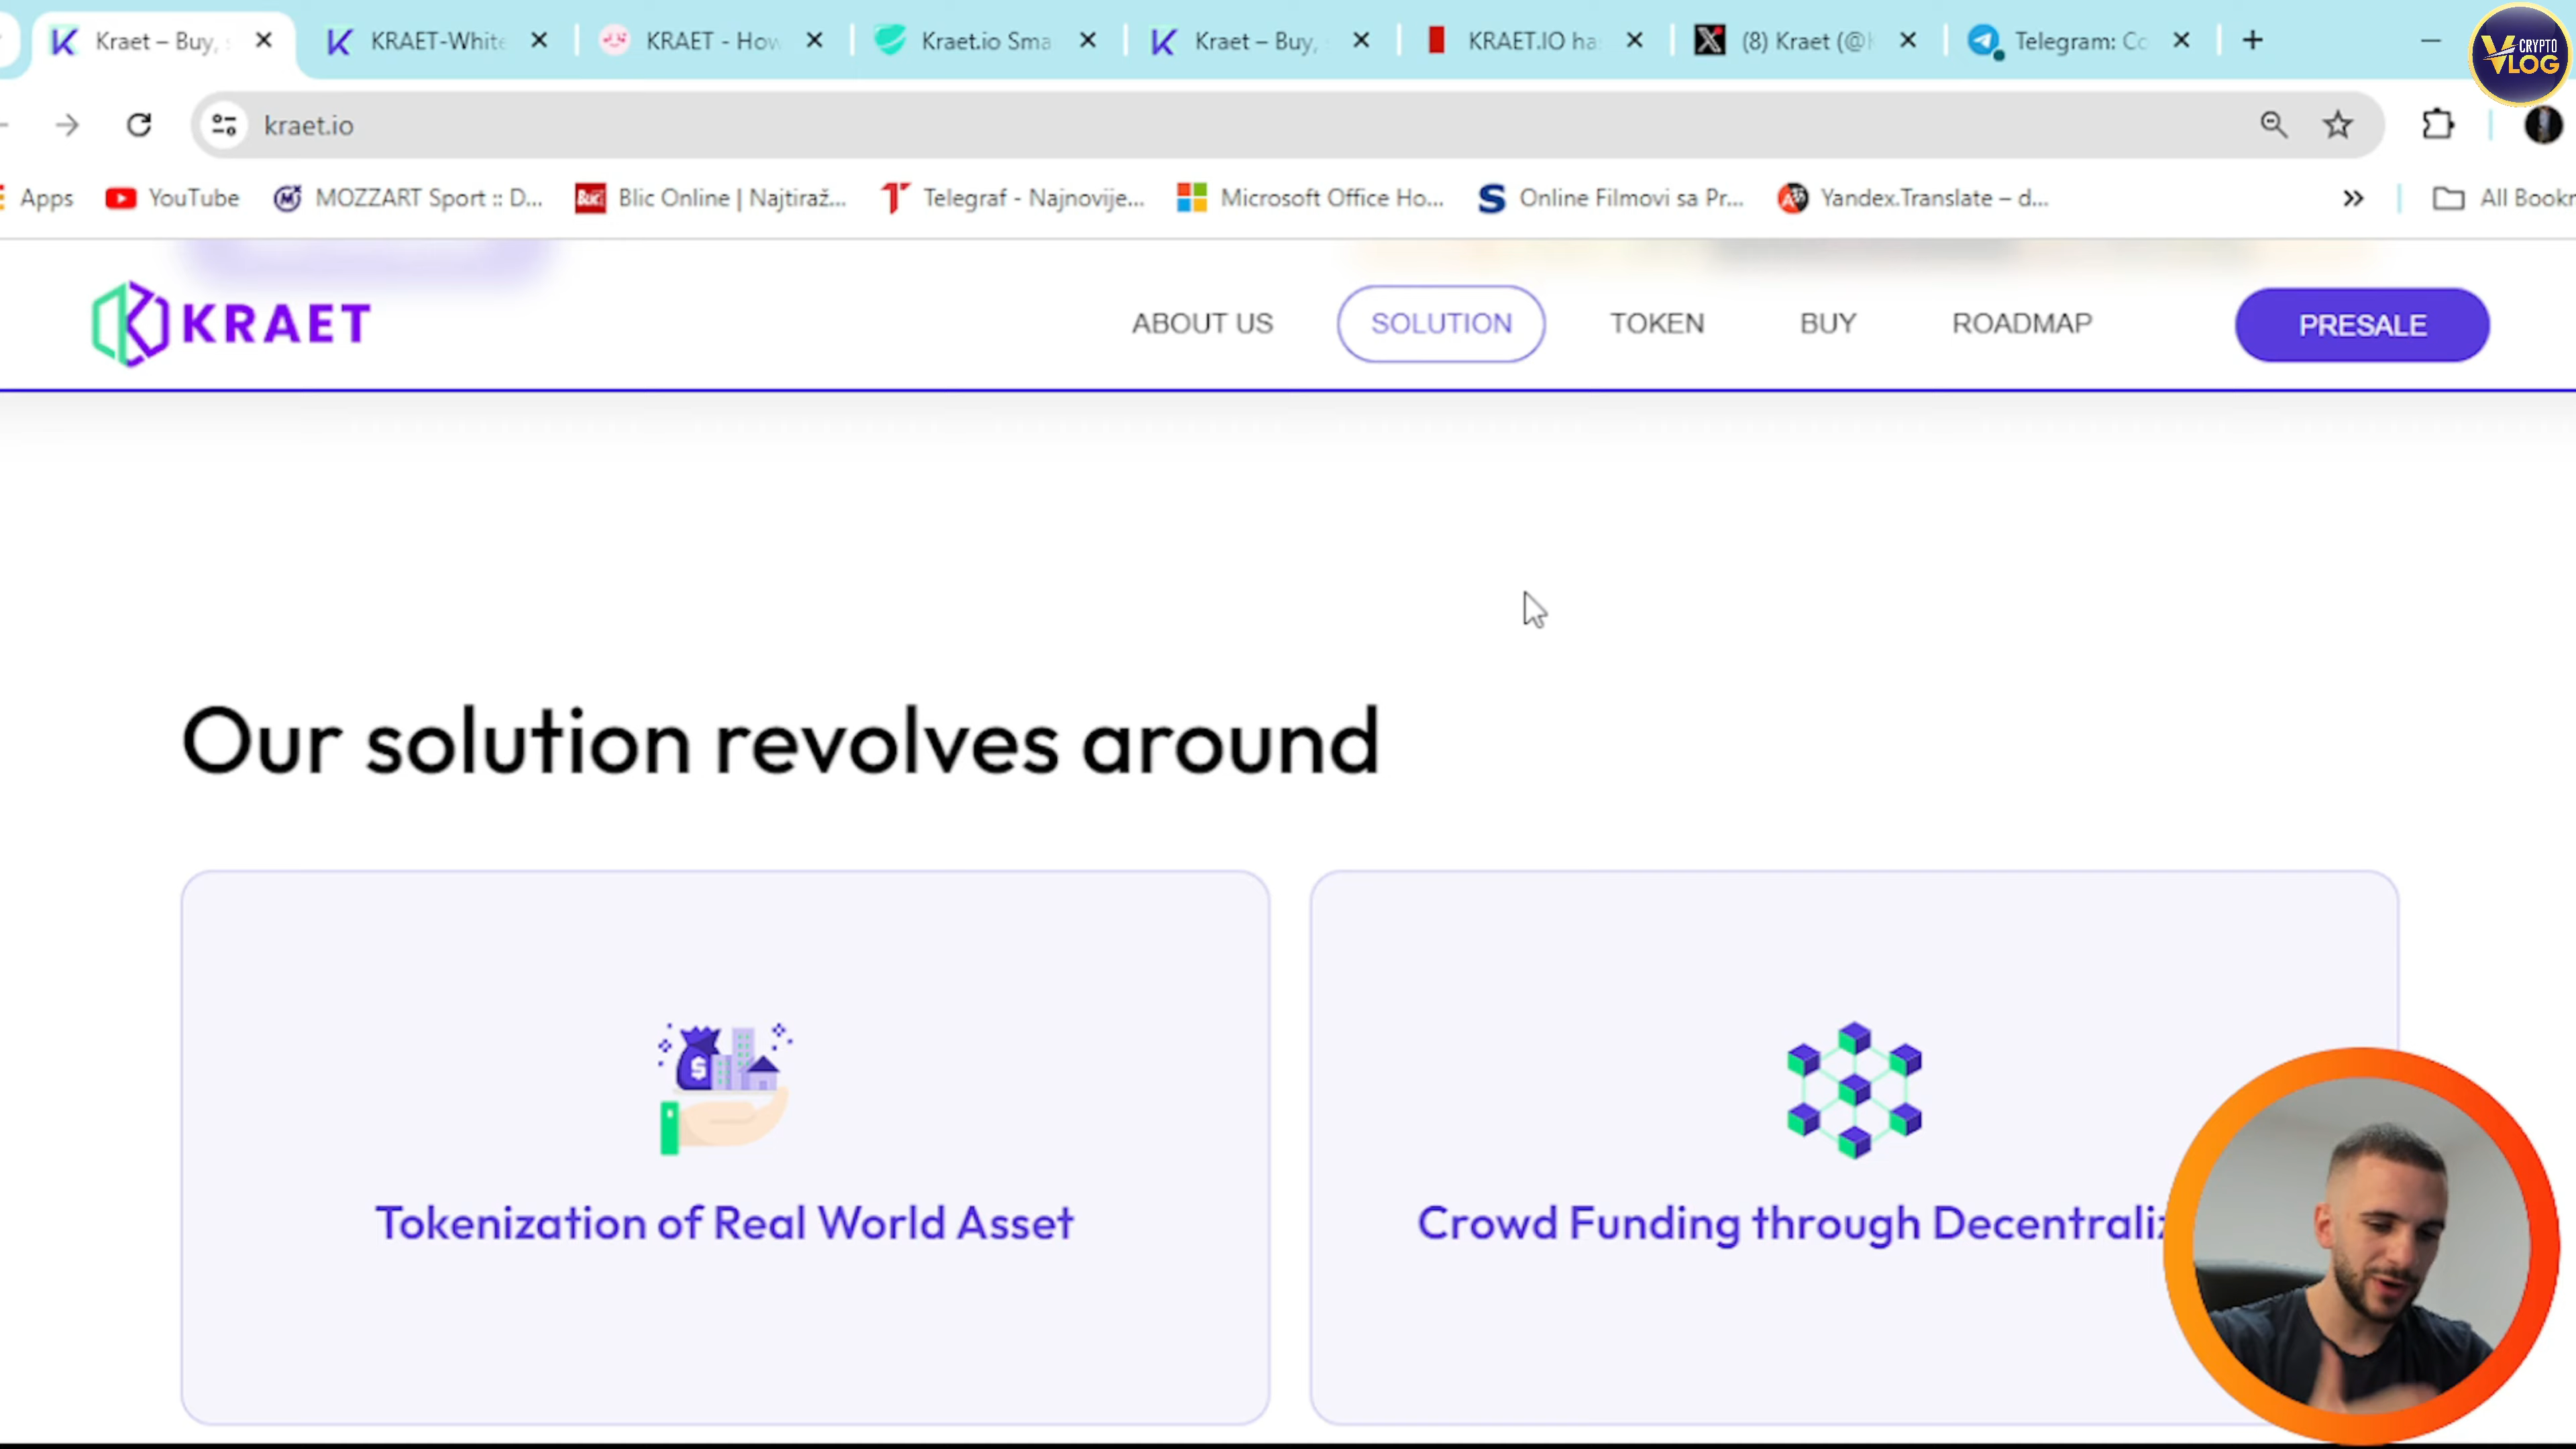 Kraet – Buy,
KRAET-White
KRAET - How
Kraet.io Sma
Kraet – Buy,
KRAET.IO ha
(8) Kraet (@
Telegram: Co
CRYPTO
VLOG
kraet.io
Apps
YouTube
MOZZART Sport :: D...
Blic Online | Najtiraž...
Telegraf - Najnovije...
Microsoft Office Ho...
Online Filmovi sa Pr...
Yandex.Translate – d...
»
All Bookr
KRAET
ABOUT US
SOLUTION
TOKEN
BUY
ROADMAP
PRESALE
Our solution revolves around
Tokenization of Real World Asset
Crowd Funding through Decentraliz